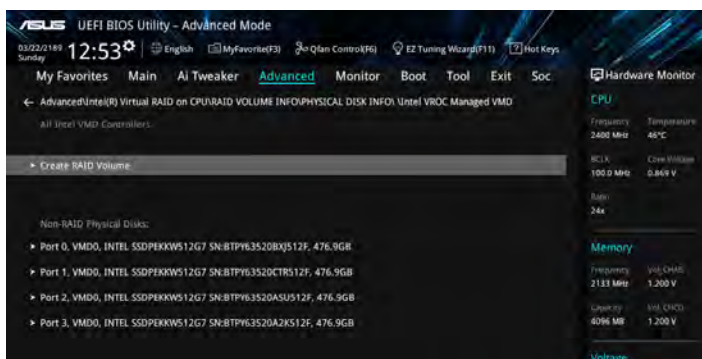 ASUS UEFI BIOS Utility – Advanced Mode
03/22/2189 Sunday 12:53 English MyFavorite(F3) Qfan Control(F6) EZ Tuning Wizard(F11) Hot Keys
My Favorites Main Ai Tweaker Advanced Monitor Boot Tool Exit Soc
← Advanced\Intel(R) Virtual RAID on CPU\RAID VOLUME INFO\PHYSICAL DISK INFO\ \Intel VROC Managed VMD
All Intel VMD Controllers:
▸ Create RAID Volume
Non-RAID Physical Disks:
▸ Port 0, VMD0, INTEL SSDPEKKW512G7 SN:BTPY63520BXJ512F, 476.9GB
▸ Port 1, VMD0, INTEL SSDPEKKW512G7 SN:BTPY63520CTR512F, 476.9GB
▸ Port 2, VMD0, INTEL SSDPEKKW512G7 SN:BTPY63520ASU512F, 476.9GB
▸ Port 3, VMD0, INTEL SSDPEKKW512G7 SN:BTPY63520A2K512F, 476.9GB
Hardware Monitor
CPU
Frequency Temperature
2400 MHz 46°C
BCLK Core Voltage
100.0 MHz 0.869 V
Ratio
24x
Memory
Frequency Vol_CHAB
2133 MHz 1.200 V
Capacity Vol_CHCD
4096 MB 1.200 V
Voltage